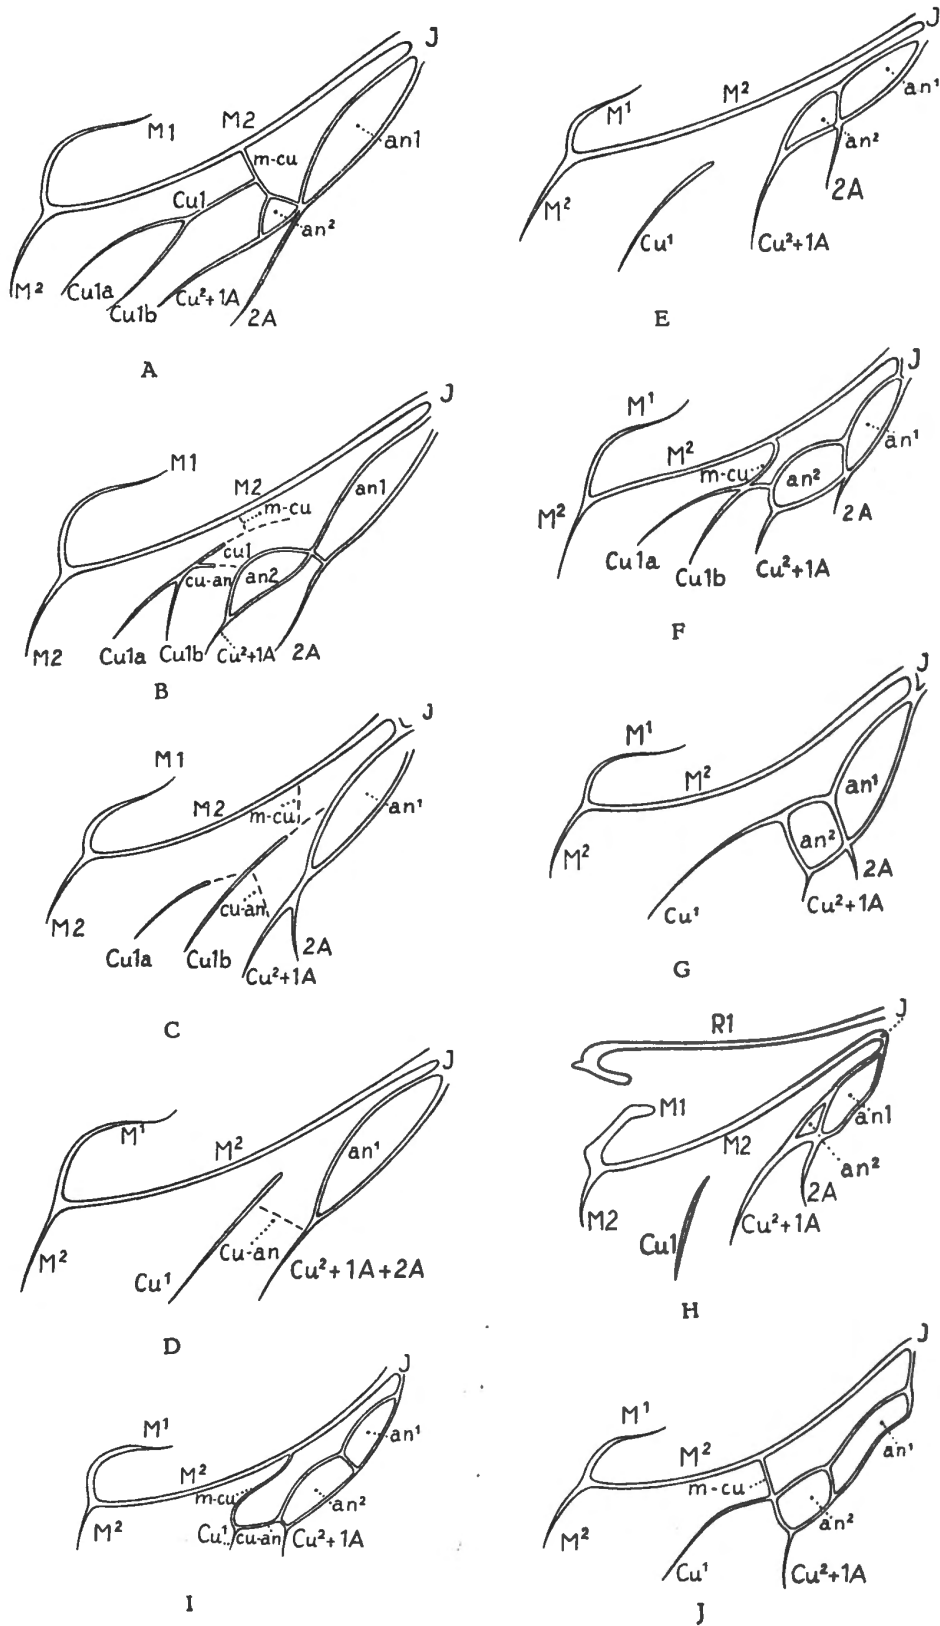 J
M1
M2
m-cu
an1
Cu1
an²
M²
Cu1a
Cu1b
Cu²+1A
2A
A
J
M1
M2
m-cu
an1
cu1
cu-an
an2
M2
Cu1a
Cu1b
Cu²+1A
2A
B
J
M1
M2
m-cu
an¹
cu-an
M2
Cu1a
Cu1b
2A
Cu²+1A
C
J
M¹
M²
an¹
Cu-an
M²
Cu¹
Cu²+1A+2A
D
J
M¹
M²
an¹
m-cu
an²
M²
Cu¹
cu-an
Cu²+1A
I
J
M¹
M²
an¹
an²
2A
M²
Cu¹
Cu²+1A
E
J
M¹
M²
an¹
m-cu
an²
M²
2A
Cu1a
Cu1b
Cu²+1A
F
J
M¹
M²
an¹
an²
M²
2A
Cu¹
Cu²+1A
G
J
R1
M1
M2
an1
an²
2A
M2
Cu1
Cu²+1A
H
J
M¹
M²
an¹
m-cu
an²
M²
Cu¹
Cu²+1A
J